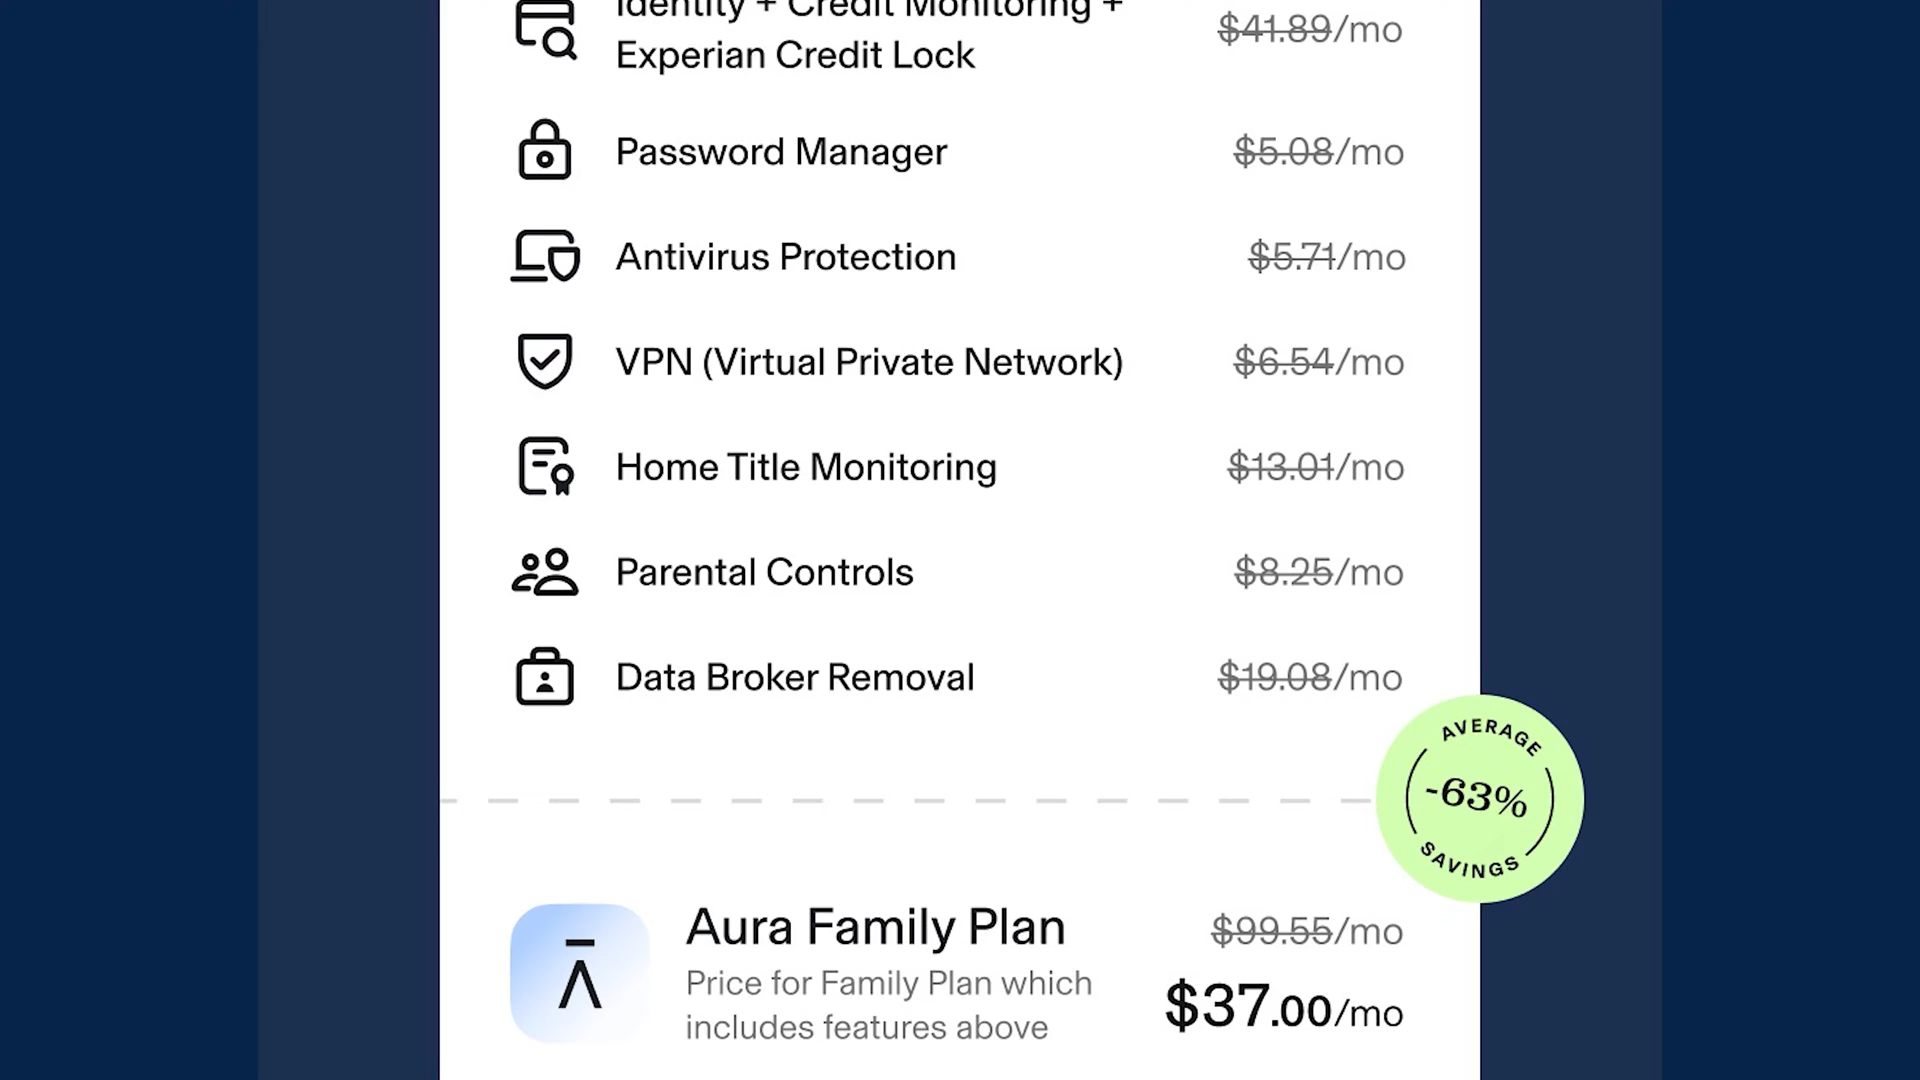 Identity + Credit Monitoring +
Experian Credit Lock
$41.89/mo
Password Manager
$5.08/mo
Antivirus Protection
$5.71/mo
VPN (Virtual Private Network)
$6.54/mo
Home Title Monitoring
$13.01/mo
Parental Controls
$8.25/mo
Data Broker Removal
$19.08/mo
AVERAGE
-63%
SAVINGS
Aura Family Plan
$99.55/mo
Price for Family Plan which
includes features above
$37.00/mo